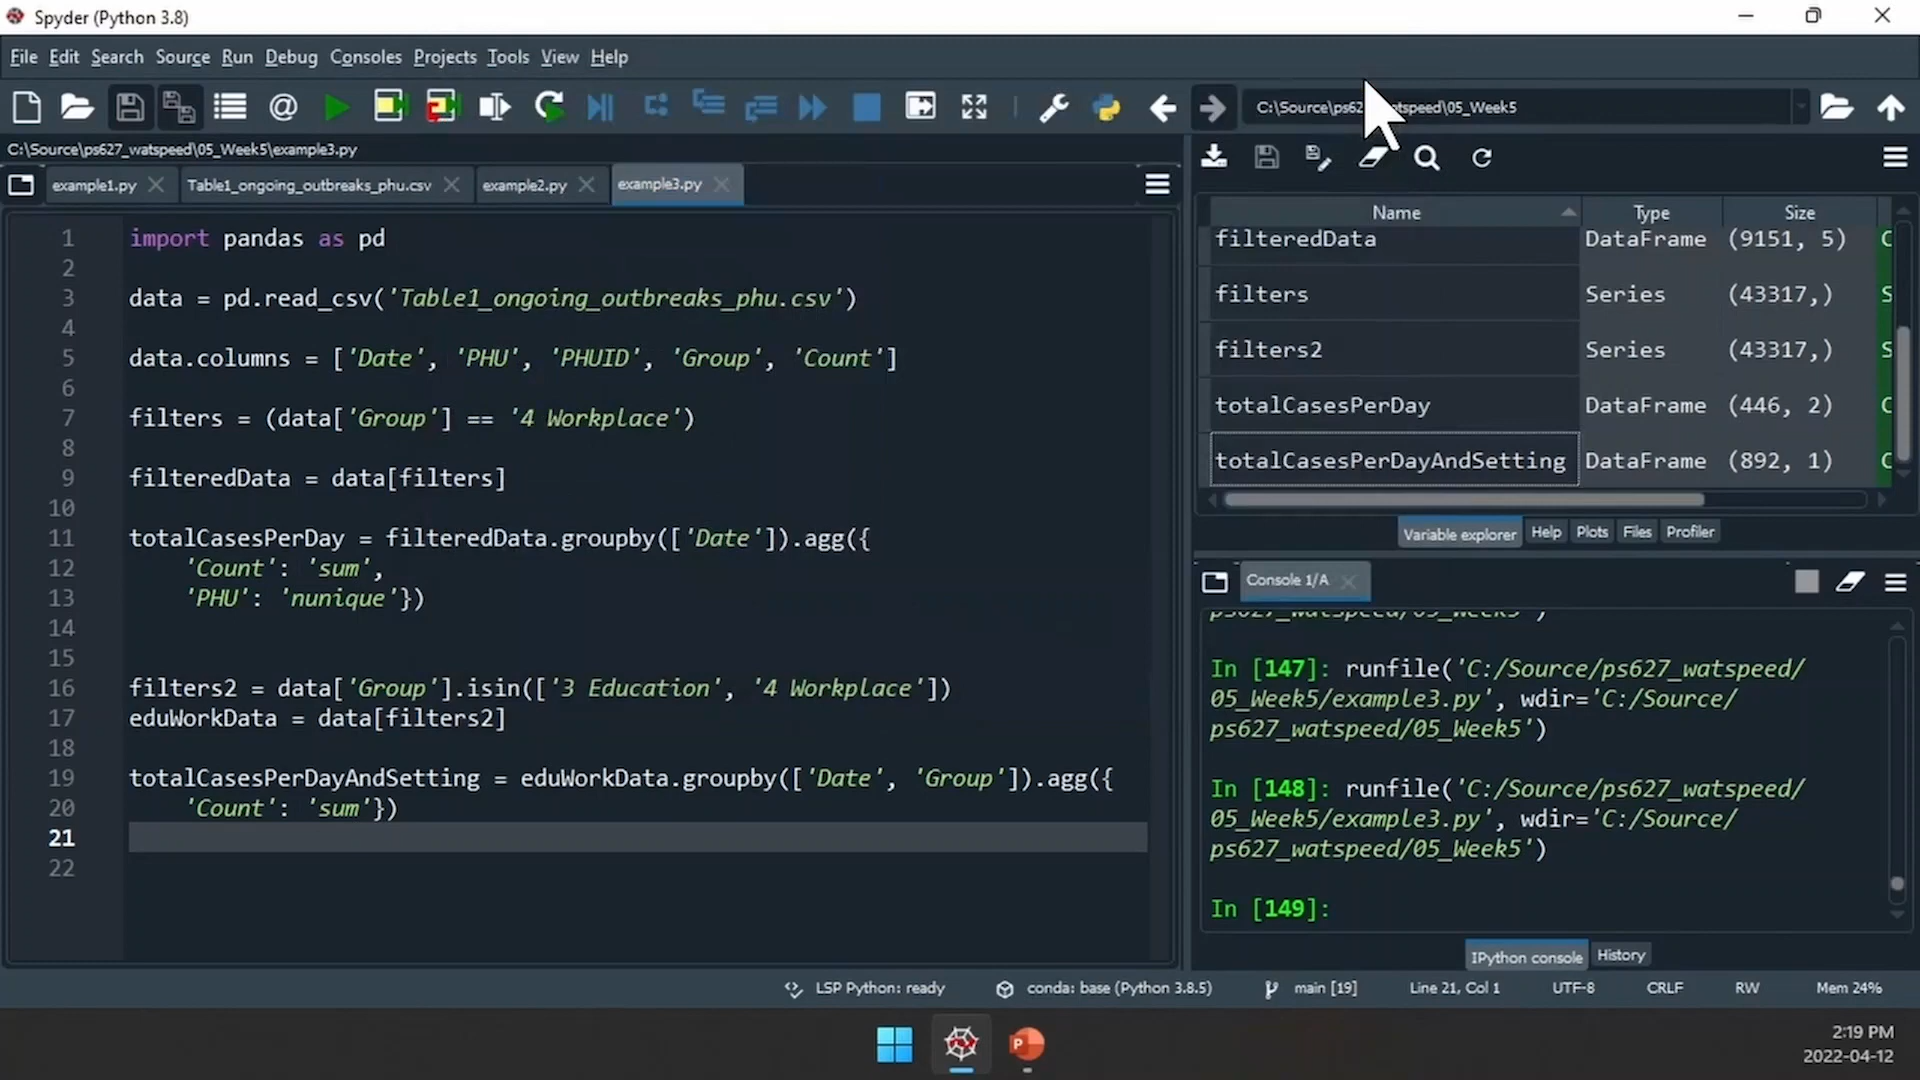 Spyder (Python 3.8)
File Edit Search Source Run Debug Consoles Projects Tools View Help
C:\Source\ps62 atspeed\05_Week5
C:\Source\ps627_watspeed\05_Week5\example3.py
example1.py Table1_ongoing_outbreaks_phu.csv example2.py example3.py
1 import pandas as pd
2
3 data = pd.read_csv('Table1_ongoing_outbreaks_phu.csv')
4
5 data.columns = ['Date', 'PHU', 'PHUID', 'Group', 'Count']
6
7 filters = (data['Group'] == '4 Workplace')
8
9 filteredData = data[filters]
10
11 totalCasesPerDay = filteredData.groupby(['Date']).agg({
12 'Count': 'sum',
13 'PHU': 'nunique'})
14
15
16 filters2 = data['Group'].isin(['3 Education', '4 Workplace'])
17 eduWorkData = data[filters2]
18
19 totalCasesPerDayAndSetting = eduWorkData.groupby(['Date', 'Group']).agg({
20 'Count': 'sum'})
21
22
Name Type Size
filteredData DataFrame (9151, 5) C
filters Series (43317,) S
filters2 Series (43317,) S
totalCasesPerDay DataFrame (446, 2) C
totalCasesPerDayAndSetting DataFrame (892, 1) C
Variable explorer Help Plots Files Profiler
Console 1/A
ps627_watspeed/05_Week5')
In [147]: runfile('C:/Source/ps627_watspeed/
05_Week5/example3.py', wdir='C:/Source/
ps627_watspeed/05_Week5')
In [148]: runfile('C:/Source/ps627_watspeed/
05_Week5/example3.py', wdir='C:/Source/
ps627_watspeed/05_Week5')
In [149]:
IPython console History
LSP Python: ready conda: base (Python 3.8.5) main [19] Line 21, Col 1 UTF-8 CRLF RW Mem 24%
P
2:19 PM
2022-04-12